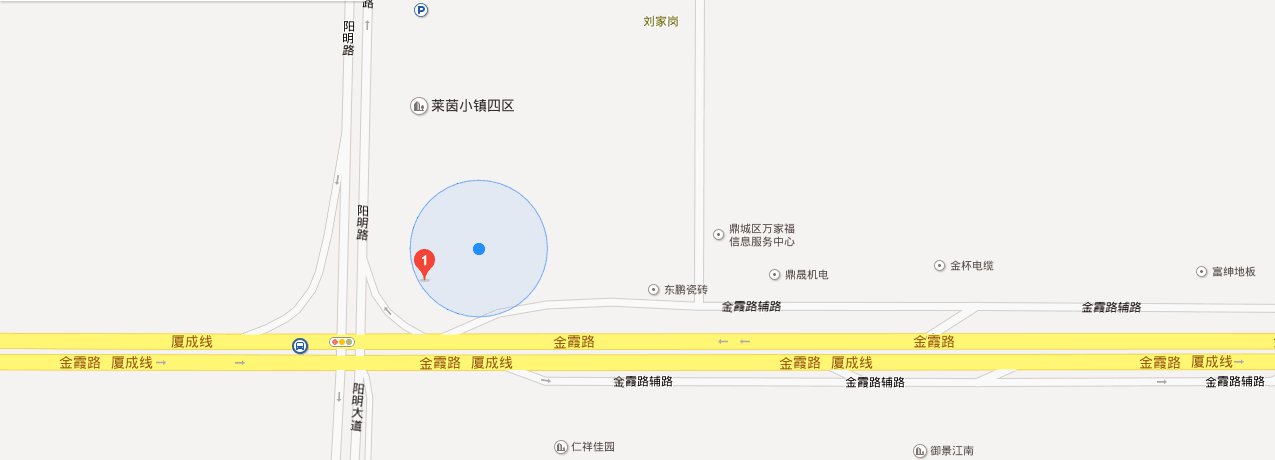 路
P
刘家岗
阳明路
莱茵小镇四区
阳明路
鼎城区万家福
信息服务中心
1
鼎晟机电
金杯电缆
富绅地板
东鹏瓷砖
金霞路辅路
金霞路辅路
厦成线
金霞路
金霞路
金霞路 厦成线
金霞路 厦成线
金霞路 厦成线
金霞路 厦成线
金霞路辅路
金霞路辅路
金霞路辅路
阳明大道
仁祥佳园
御景江南